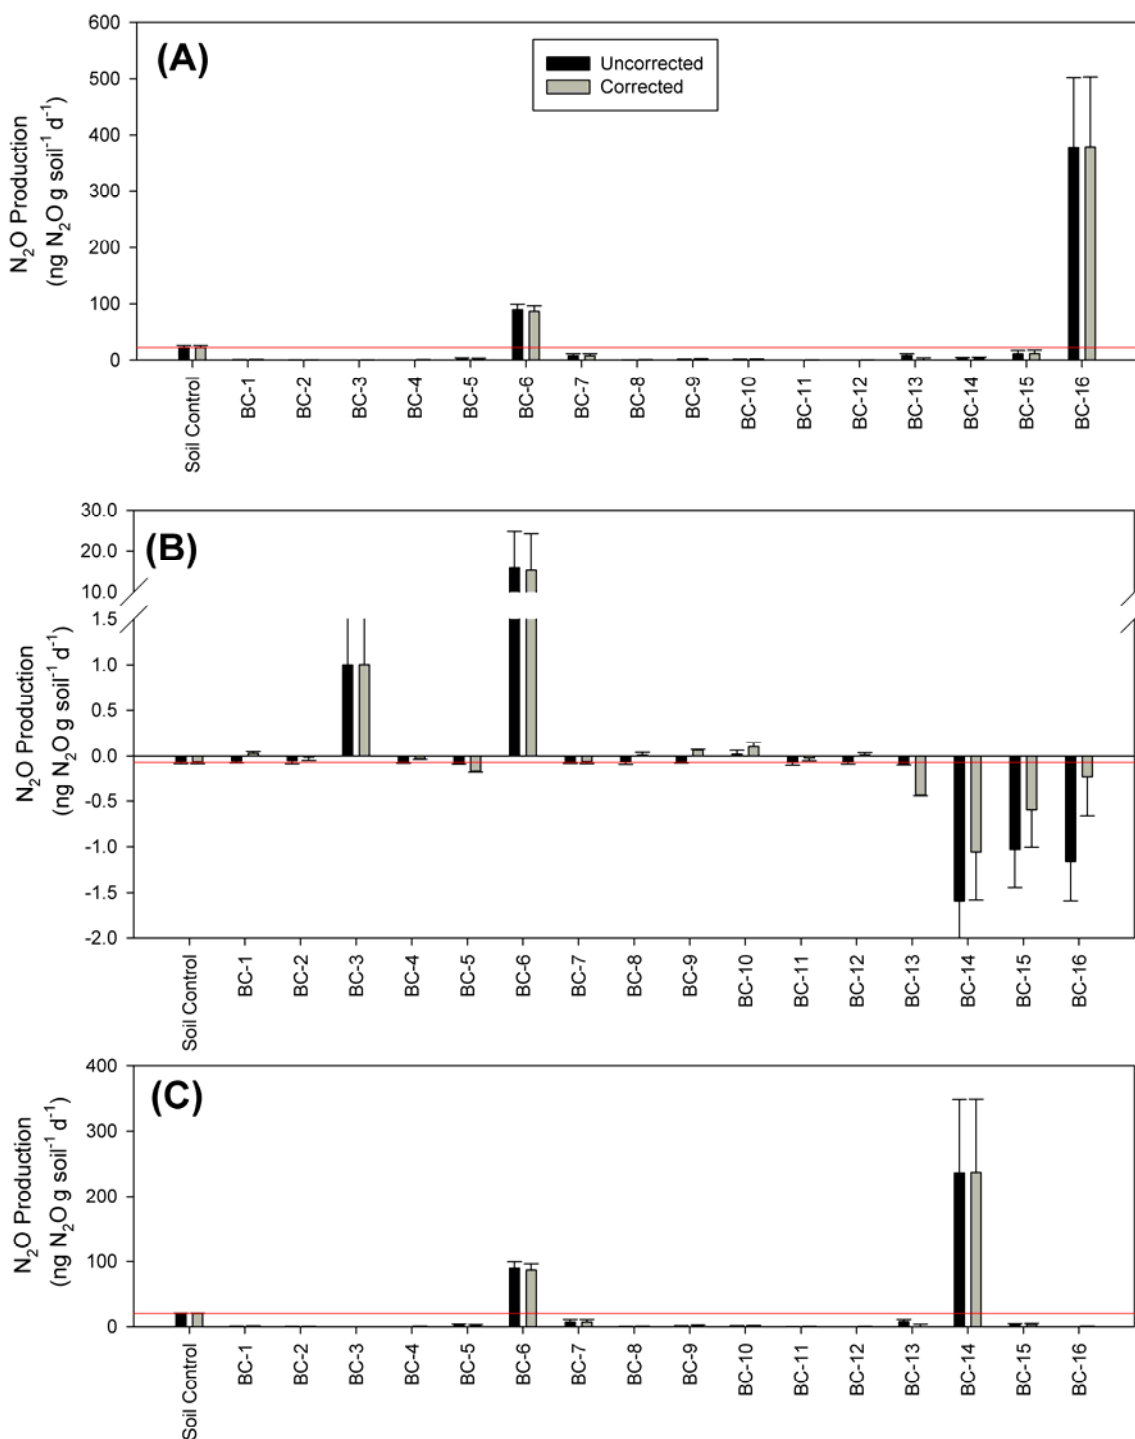 (A)
Uncorrected
Corrected
N₂O Production
(ng N₂O g soil⁻¹ d⁻¹)
600
500
400
300
200
100
0
Soil Control BC-1 BC-2 BC-3 BC-4 BC-5 BC-6 BC-7 BC-8 BC-9 BC-10 BC-11 BC-12 BC-13 BC-14 BC-15 BC-16
(B)
N₂O Production
(ng N₂O g soil⁻¹ d⁻¹)
30.0
20.0
10.0
1.5
1.0
0.5
0.0
-0.5
-1.0
-1.5
-2.0
Soil Control BC-1 BC-2 BC-3 BC-4 BC-5 BC-6 BC-7 BC-8 BC-9 BC-10 BC-11 BC-12 BC-13 BC-14 BC-15 BC-16
(C)
N₂O Production
(ng N₂O g soil⁻¹ d⁻¹)
400
300
200
100
0
Soil Control BC-1 BC-2 BC-3 BC-4 BC-5 BC-6 BC-7 BC-8 BC-9 BC-10 BC-11 BC-12 BC-13 BC-14 BC-15 BC-16